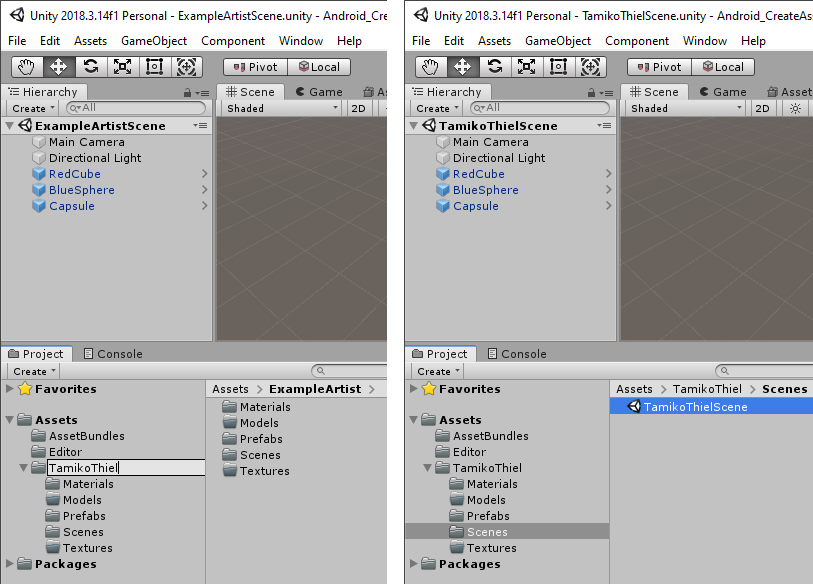 Unity 2018.3.14f1 Personal - ExampleArtistScene.unity - Android_Cre
File Edit Assets GameObject Component Window Help
Pivot Local
Hierarchy
Create All
ExampleArtistScene
Main Camera
Directional Light
RedCube
BlueSphere
Capsule
Scene Game As
Shaded 2D
Project Console
Create
Favorites
Assets
AssetBundles
Editor
TamikoThiel
Materials
Models
Prefabs
Scenes
Textures
Packages
Assets > ExampleArtist >
Materials
Models
Prefabs
Scenes
Textures
Unity 2018.3.14f1 Personal - TamikoThielScene.unity - Android_CreateAss
File Edit Assets GameObject Component Window Help
Pivot Local
Hierarchy
Create All
TamikoThielScene
Main Camera
Directional Light
RedCube
BlueSphere
Capsule
Scene Game Asset
Shaded 2D
Project Console
Create
Favorites
Assets
AssetBundles
Editor
TamikoThiel
Materials
Models
Prefabs
Scenes
Textures
Packages
Assets > TamikoThiel > Scenes
TamikoThielScene